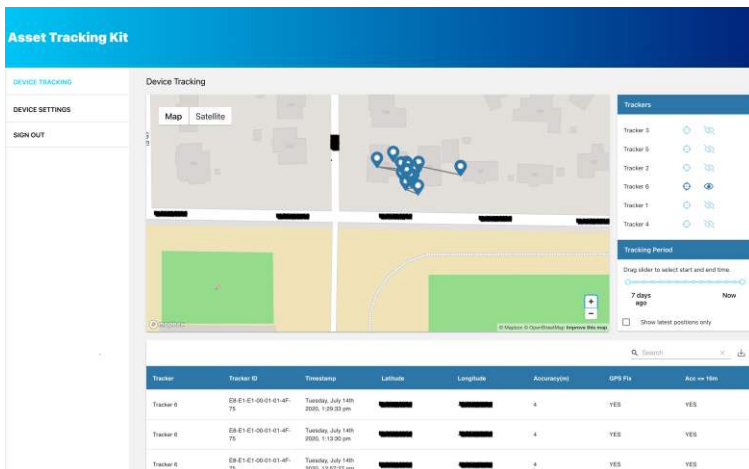 Asset Tracking Kit
DEVICE TRACKING
DEVICE SETTINGS
SIGN OUT
Device Tracking
Map Satellite
© Mapbox © OpenStreetMap Improve this map
+
−
Trackers
Tracker 3
Tracker 5
Tracker 2
Tracker 6
Tracker 1
Tracker 4
Tracking Period
Drag slider to select start and end time.
7 days Now
ago
Show latest positions only
Search
Tracker Tracker ID Timestamp Latitude Longitude Accuracy(m) GPS Fix Acc <= 16m
Tracker 6 E8-E1-E1-00-01-01-4F- Tuesday, July 14th 4 YES YES
75 2020, 1:29:33 pm
Tracker 6 E8-E1-E1-00-01-01-4F- Tuesday, July 14th 4 YES YES
75 2020, 1:13:30 pm
Tracker 6 E8-E1-E1-00-01-01-4F- Tuesday, July 14th 4 YES YES
75